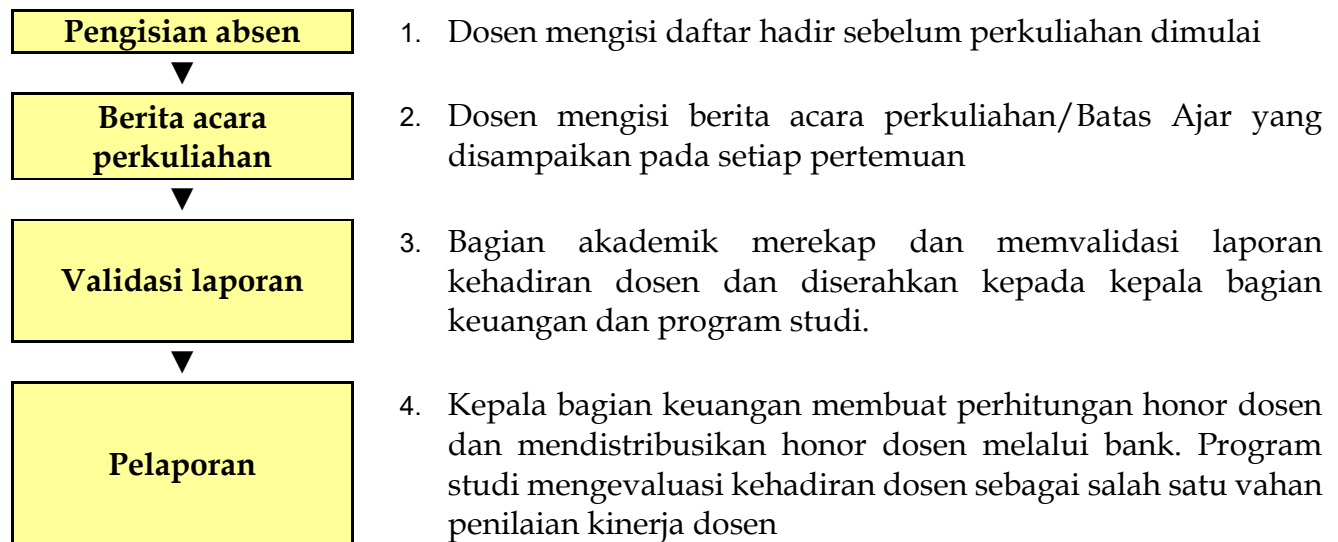 Pengisian absen
1. Dosen mengisi daftar hadir sebelum perkuliahan dimulai
▼
Berita acara
perkuliahan
2. Dosen mengisi berita acara perkuliahan/Batas Ajar yang
disampaikan pada setiap pertemuan
▼
Validasi laporan
3. Bagian akademik merekap dan memvalidasi laporan
kehadiran dosen dan diserahkan kepada kepala bagian
keuangan dan program studi.
▼
Pelaporan
4. Kepala bagian keuangan membuat perhitungan honor dosen
dan mendistribusikan honor dosen melalui bank. Program
studi mengevaluasi kehadiran dosen sebagai salah satu vahan
penilaian kinerja dosen